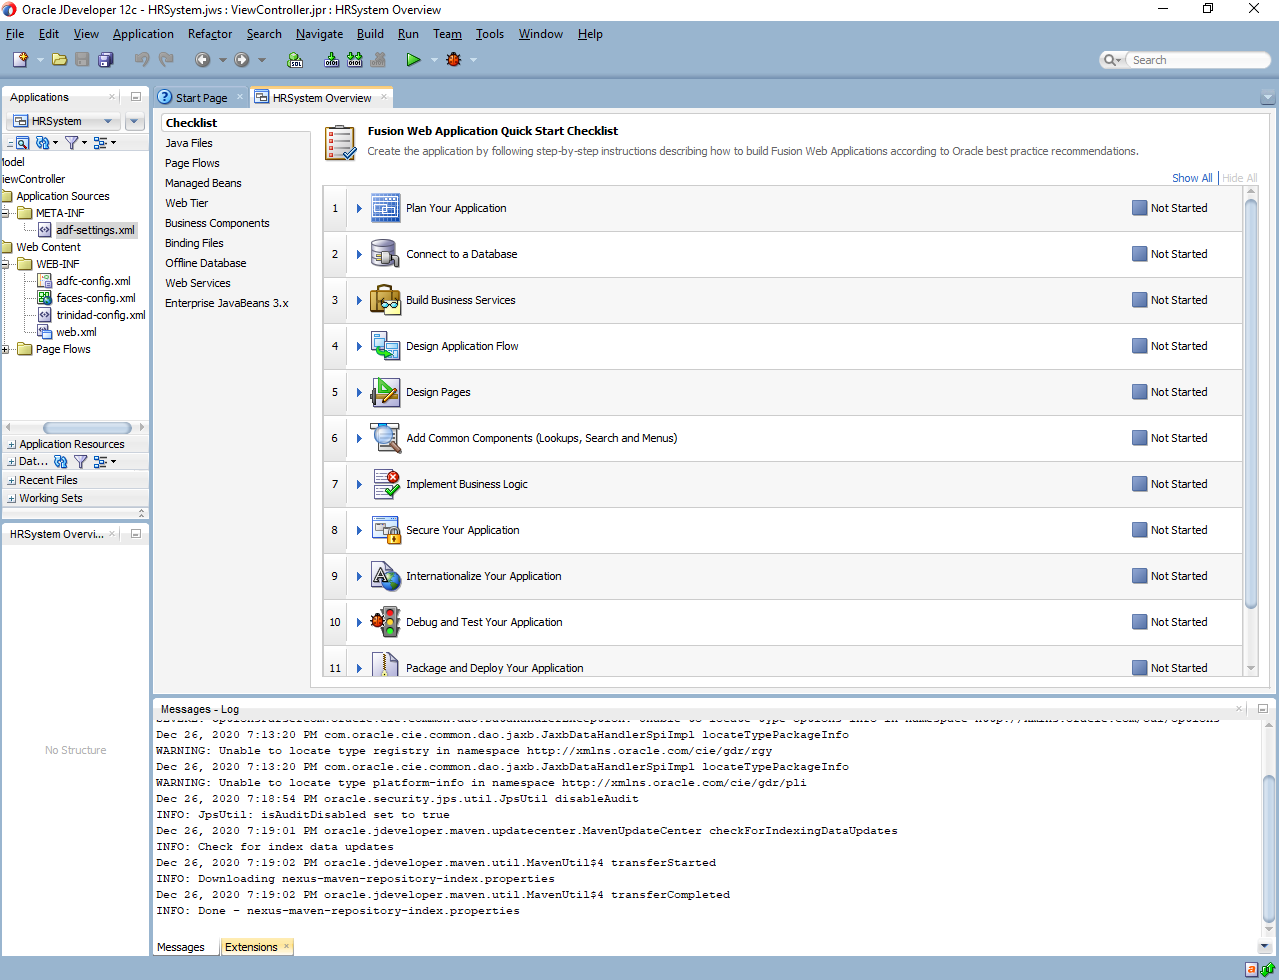 Oracle JDeveloper 12c - HRSystem.jws : ViewController.jpr : HRSystem Overview
File Edit View Application Refactor Search Navigate Build Run Team Tools Window Help
Search
Applications
Start Page
HRSystem Overview
HRSystem
Model
ViewController
Application Sources
META-INF
adf-settings.xml
Web Content
WEB-INF
adfc-config.xml
faces-config.xml
trinidad-config.xml
web.xml
Page Flows
Application Resources
Dat...
Recent Files
Working Sets
HRSystem Overvi...
No Structure
Checklist
Java Files
Page Flows
Managed Beans
Web Tier
Business Components
Binding Files
Offline Database
Web Services
Enterprise JavaBeans 3.x
Fusion Web Application Quick Start Checklist
Create the application by following step-by-step instructions describing how to build Fusion Web Applications according to Oracle best practice recommendations.
Show All Hide All
1 Plan Your Application Not Started
2 Connect to a Database Not Started
3 Build Business Services Not Started
4 Design Application Flow Not Started
5 Design Pages Not Started
6 Add Common Components (Lookups, Search and Menus) Not Started
7 Implement Business Logic Not Started
8 Secure Your Application Not Started
9 Internationalize Your Application Not Started
10 Debug and Test Your Application Not Started
11 Package and Deploy Your Application Not Started
Messages - Log
Dec 26, 2020 7:13:20 PM com.oracle.cie.common.dao.jaxb.JaxbDataHandlerSpiImpl locateTypePackageInfo
WARNING: Unable to locate type registry in namespace http://xmlns.oracle.com/cie/gdr/rgy
Dec 26, 2020 7:13:20 PM com.oracle.cie.common.dao.jaxb.JaxbDataHandlerSpiImpl locateTypePackageInfo
WARNING: Unable to locate type platform-info in namespace http://xmlns.oracle.com/cie/gdr/pli
Dec 26, 2020 7:18:54 PM oracle.security.jps.util.JpsUtil disableAudit
INFO: JpsUtil: isAuditDisabled set to true
Dec 26, 2020 7:19:01 PM oracle.jdeveloper.maven.updatecenter.MavenUpdateCenter checkForIndexingDataUpdates
INFO: Check for index data updates
Dec 26, 2020 7:19:02 PM oracle.jdeveloper.maven.util.MavenUtil$4 transferStarted
INFO: Downloading nexus-maven-repository-index.properties
Dec 26, 2020 7:19:02 PM oracle.jdeveloper.maven.util.MavenUtil$4 transferCompleted
INFO: Done - nexus-maven-repository-index.properties
Messages
Extensions